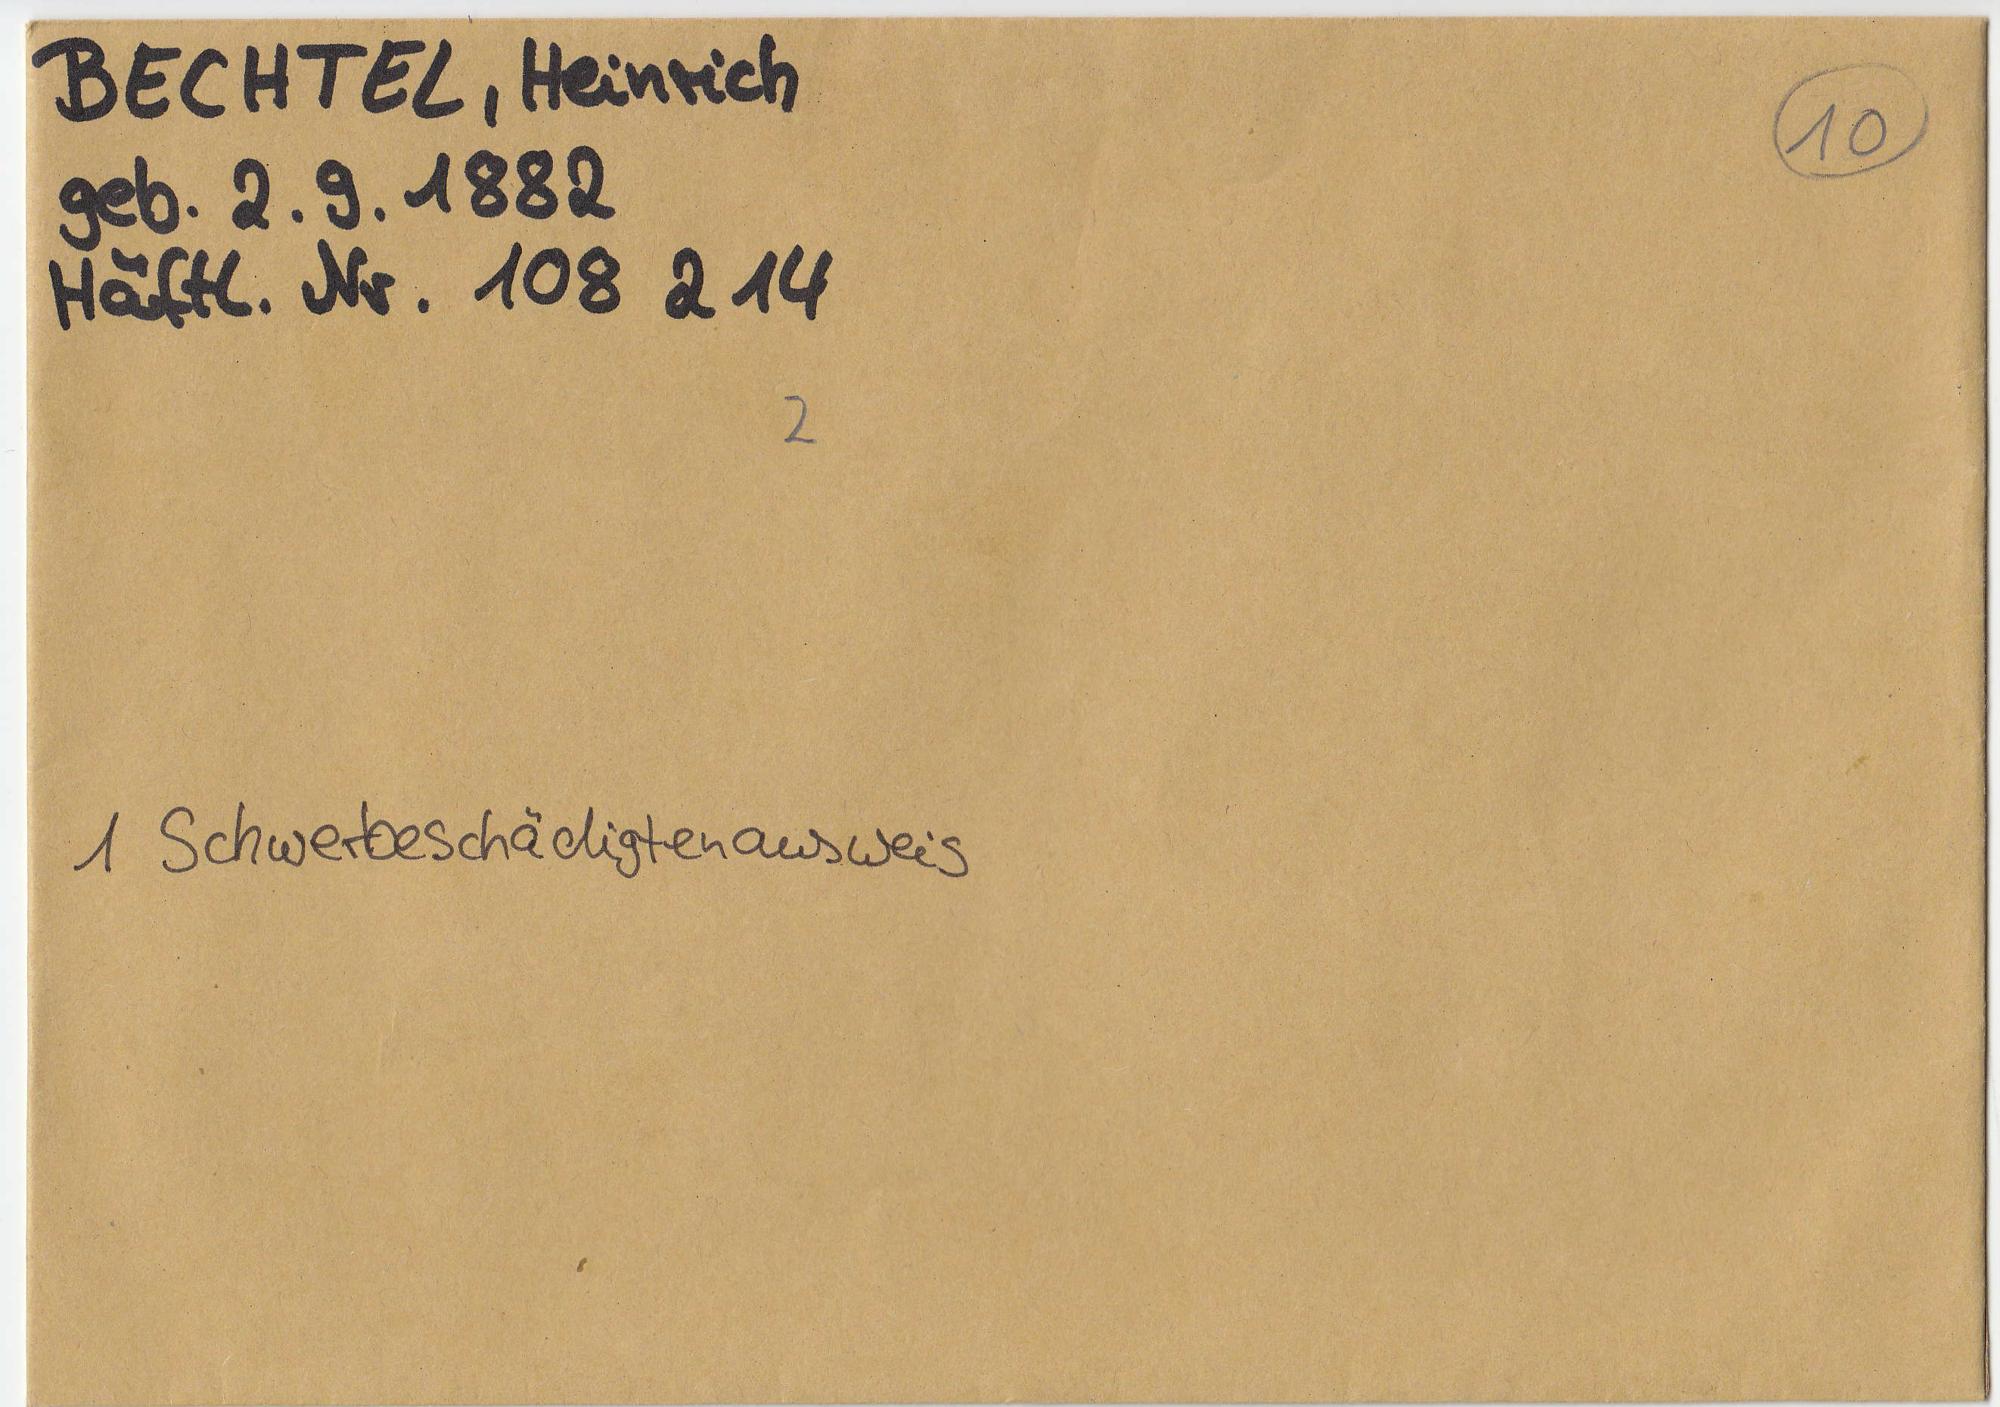 BECHTEL, Heinrich
10
geb. 2.9.1882
Häftl. Nr. 108 214
2
1 Schwerbeschädigtenausweis